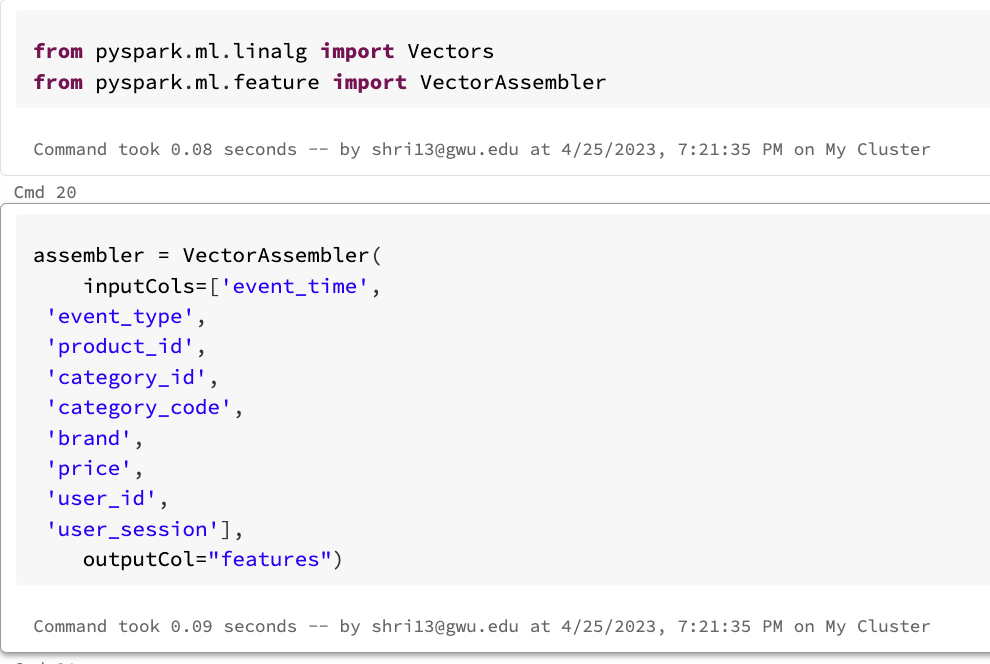 from pyspark.ml.linalg import Vectors
from pyspark.ml.feature import VectorAssembler
Command took 0.08 seconds -- by shri13@gwu.edu at 4/25/2023, 7:21:35 PM on My Cluster
Cmd 20
assembler = VectorAssembler(
    inputCols=['event_time',
 'event_type',
 'product_id',
 'category_id',
 'category_code',
 'brand',
 'price',
 'user_id',
 'user_session'],
    outputCol="features")
Command took 0.09 seconds -- by shri13@gwu.edu at 4/25/2023, 7:21:35 PM on My Cluster